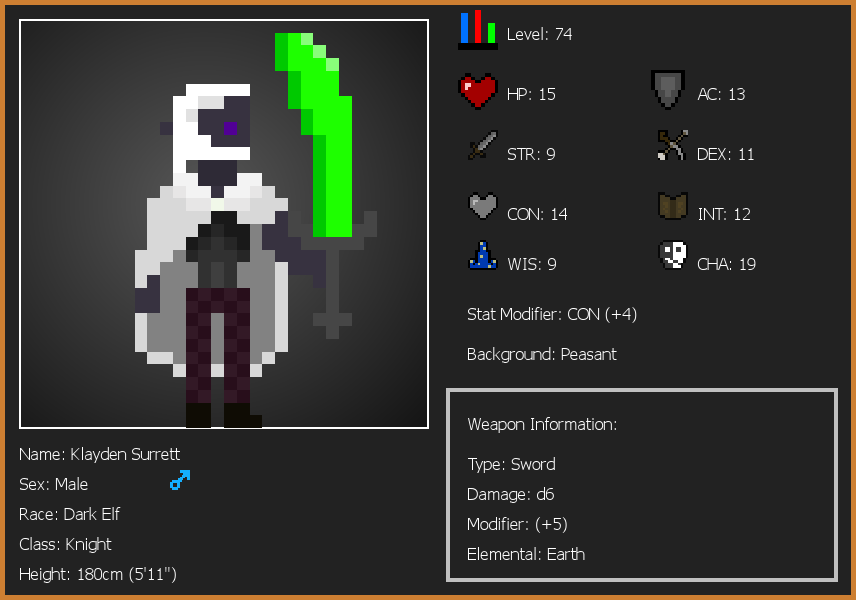 Level: 74
HP: 15
AC: 13
STR: 9
DEX: 11
CON: 14
INT: 12
WIS: 9
CHA: 19
Stat Modifier: CON (+4)
Background: Peasant
Weapon Information:
Type: Sword
Damage: d6
Modifier: (+5)
Elemental: Earth
Name: Klayden Surrett
Sex: Male
Race: Dark Elf
Class: Knight
Height: 180cm (5'11")